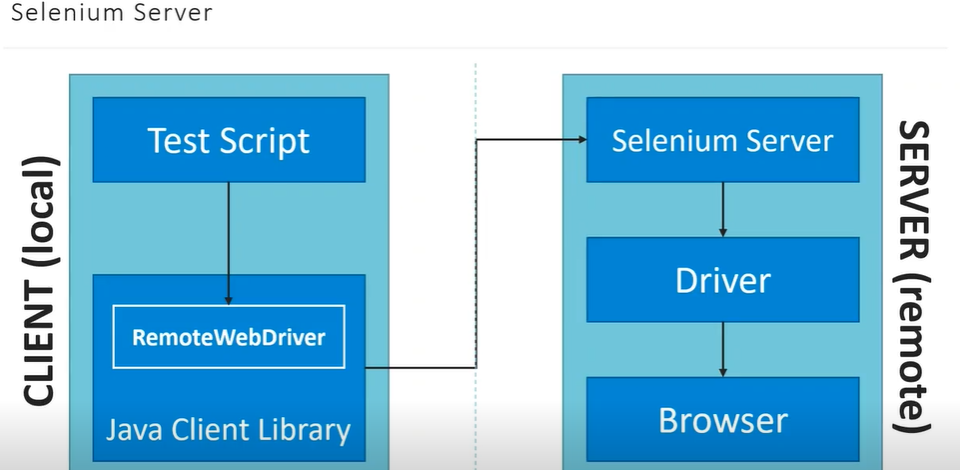 Selenium Server
CLIENT (local)
Test Script
RemoteWebDriver
Java Client Library
Selenium Server
Driver
Browser
SERVER (remote)